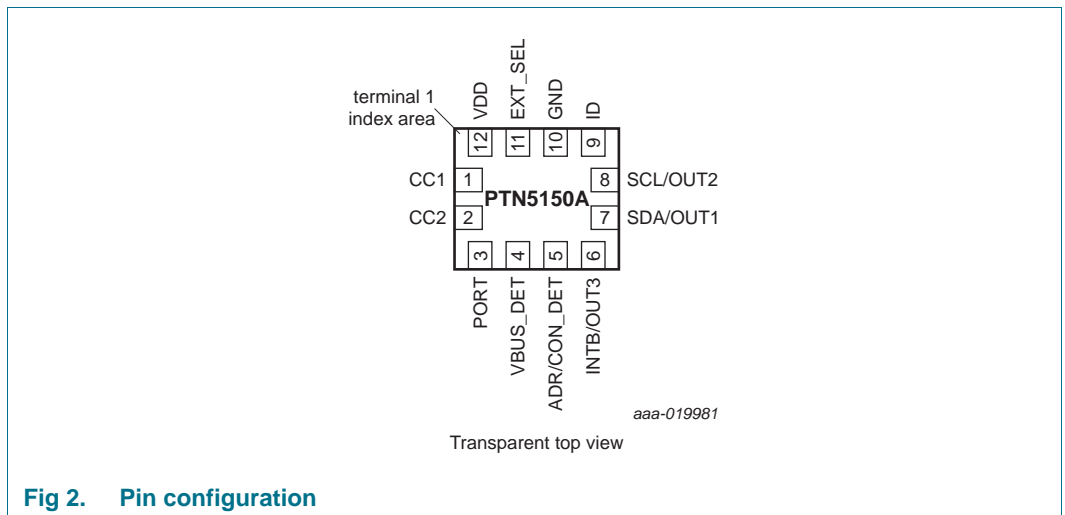 terminal 1
index area
VDD
EXT_SEL
GND
ID
12
11
10
9
CC1
1
PTN5150A
8
SCL/OUT2
CC2
2
7
SDA/OUT1
3
4
5
6
PORT
VBUS_DET
ADR/CON_DET
INTB/OUT3
aaa-019981
Transparent top view
Fig 2. Pin configuration